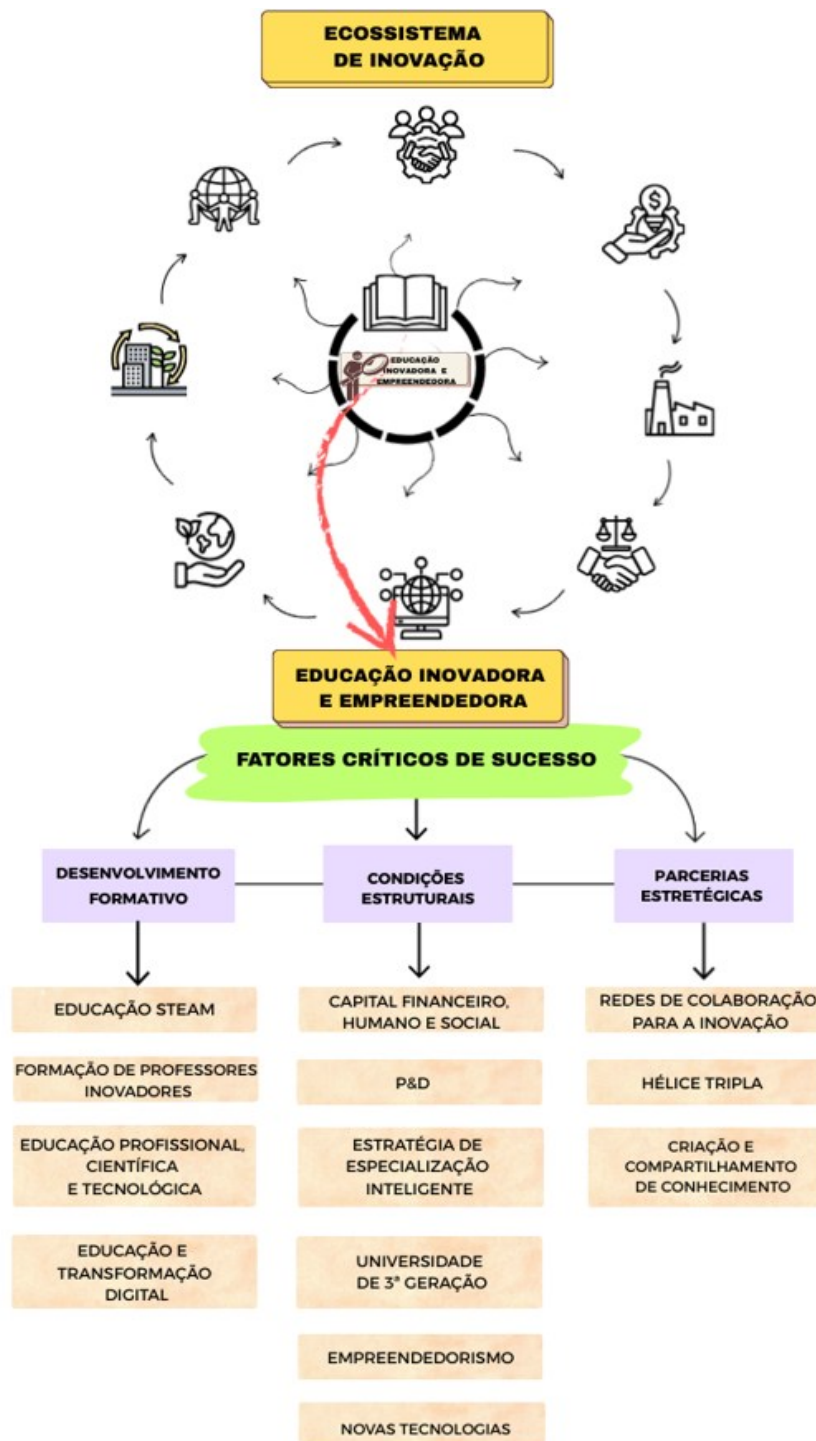 ECOSSISTEMA
DE INOVAÇÃO
$
EDUCAÇÃO
INOVADORA E
EMPREENDEDORA
EDUCAÇÃO INOVADORA
E EMPREENDEDORA
FATORES CRÍTICOS DE SUCESSO
DESENVOLVIMENTO
FORMATIVO
CONDIÇÕES
ESTRUTURAIS
PARCERIAS
ESTRETÉGICAS
EDUCAÇÃO STEAM
FORMAÇÃO DE PROFESSORES
INOVADORES
EDUCAÇÃO PROFISSIONAL,
CIENTÍFICA
E TECNOLÓGICA
EDUCAÇÃO E
TRANSFORMAÇÃO
DIGITAL
CAPITAL FINANCEIRO,
HUMANO E SOCIAL
P&D
ESTRATÉGIA DE
ESPECIALIZAÇÃO
INTELIGENTE
UNIVERSIDADE
DE 3ª GERAÇÃO
EMPREENDEDORISMO
NOVAS TECNOLOGIAS
REDES DE COLABORAÇÃO
PARA A INOVAÇÃO
HÉLICE TRIPLA
CRIAÇÃO E
COMPARTILHAMENTO
DE CONHECIMENTO